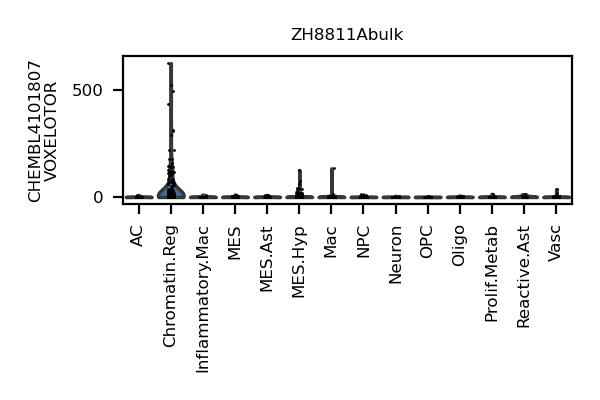 ZH8811Abulk
CHEMBL4101807
VOXELOTOR
500
0
AC
Chromatin.Reg
Inflammatory.Mac
MES
MES.Ast
MES.Hyp
Mac
NPC
Neuron
OPC
Oligo
Prolif.Metab
Reactive.Ast
Vasc